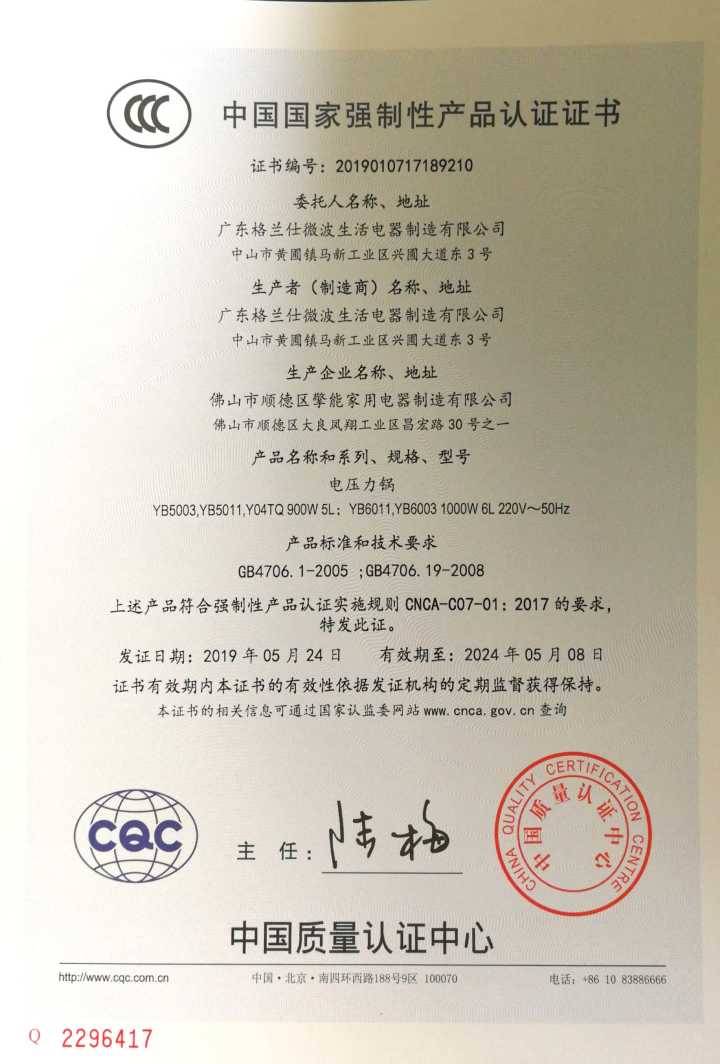 CCC
中国国家强制性产品认证证书
证书编号：2019010717189210
委托人名称、地址
广东格兰仕微波生活电器制造有限公司
中山市黄圃镇马新工业区兴圃大道东 3 号
生产者（制造商）名称、地址
广东格兰仕微波生活电器制造有限公司
中山市黄圃镇马新工业区兴圃大道东 3 号
生产企业名称、地址
佛山市顺德区擎能家用电器制造有限公司
佛山市顺德区大良凤翔工业区昌宏路 30 号之一
产品名称和系列、规格、型号
电压力锅
YB5003,YB5011,Y04TQ 900W 5L；YB6011,YB6003 1000W 6L 220V～50Hz
产品标准和技术要求
GB4706.1-2005 ;GB4706.19-2008
上述产品符合强制性产品认证实施规则 CNCA-C07-01：2017 的要求，
特发此证。
发证日期：2019 年 05 月 24 日 有效期至：2024 年 05 月 08 日
证书有效期内本证书的有效性依据发证机构的定期监督获得保持。
本证书的相关信息可通过国家认监委网站 www.cnca.gov.cn 查询
CQC
主 任：陆梅
CHINA QUALITY CERTIFICATION CENTRE
中国质量认证中心
中国质量认证中心
http://www.cqc.com.cn 中国·北京·南四环西路188号9区 100070 电话：+86 10 83886666
Q 2296417